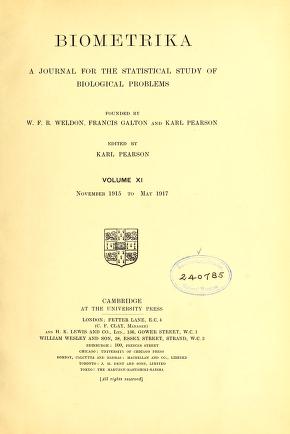 BIOMETRIKA
A JOURNAL FOR THE STATISTICAL STUDY OF
BIOLOGICAL PROBLEMS
FOUNDED BY
W. F. R. WELDON, FRANCIS GALTON AND KARL PEARSON
EDITED BY
KARL PEARSON
VOLUME XI
NOVEMBER 1915 TO MAY 1917
240785
CAMBRIDGE
AT THE UNIVERSITY PRESS
LONDON: FETTER LANE, E.C. 4
(C. F. CLAY, MANAGER)
AND H. K. LEWIS AND CO., LTD., 136, GOWER STREET, W.C. 1
WILLIAM WESLEY AND SON, 28, ESSEX STREET, STRAND, W.C. 2
EDINBURGH: 100, PRINCES STREET
CHICAGO: UNIVERSITY OF CHICAGO PRESS
BOMBAY, CALCUTTA AND MADRAS: MACMILLAN AND CO., LIMITED
TORONTO: J. M. DENT AND SONS, LIMITED
TOKYO: THE MARUZEN-KABUSHIKI-KAISHA
[All rights reserved]